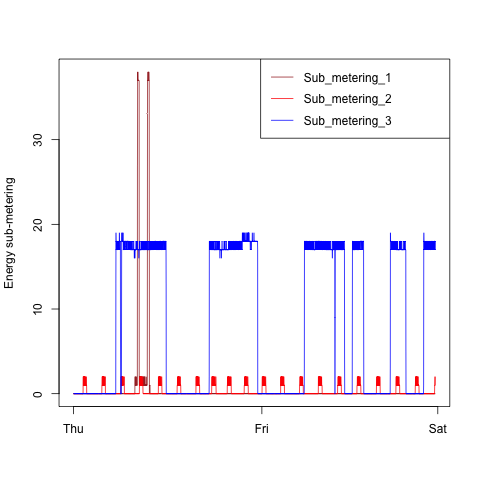 Sub_metering_1
Sub_metering_2
Sub_metering_3
Energy sub-metering
30
20
10
0
Thu Fri Sat